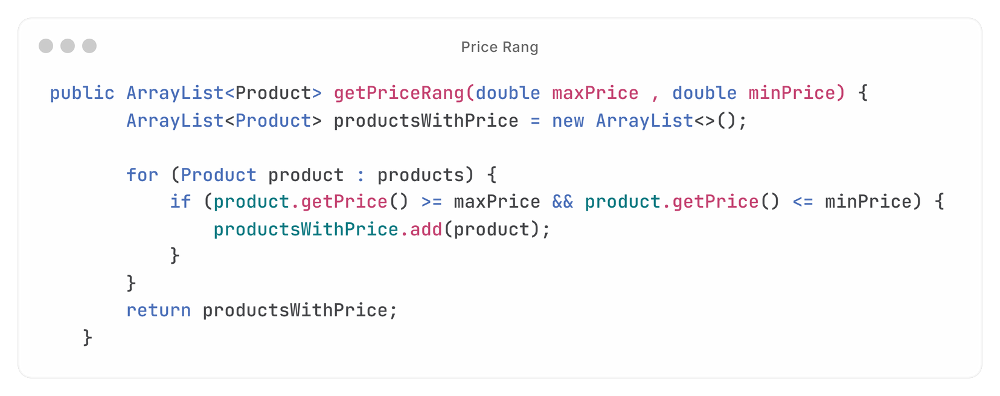 Price Rang
public ArrayList<Product> getPriceRang(double maxPrice , double minPrice) {
ArrayList<Product> productsWithPrice = new ArrayList<>();
for (Product product : products) {
if (product.getPrice() >= maxPrice && product.getPrice() <= minPrice) {
productsWithPrice.add(product);
}
}
return productsWithPrice;
}